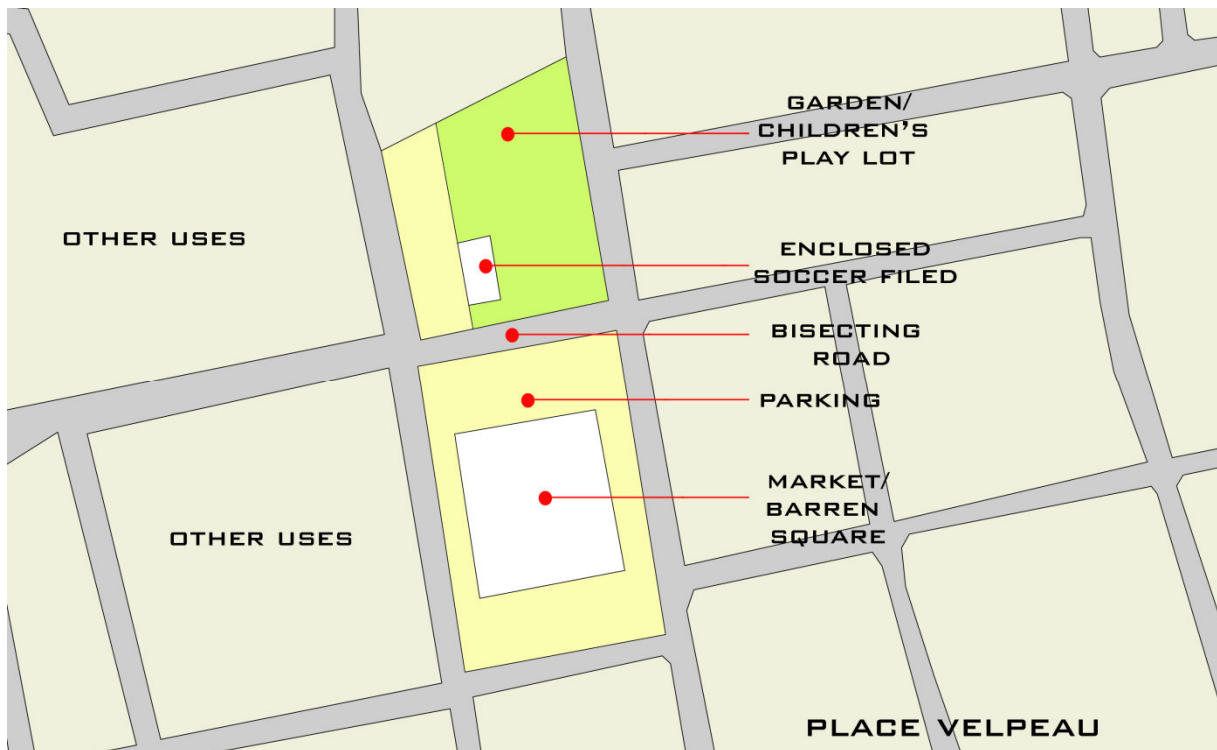 GARDEN/
CHILDREN'S
PLAY LOT
OTHER USES
ENCLOSED
SOCCER FILED
BISECTING
ROAD
PARKING
MARKET/
BARREN
SQUARE
OTHER USES
PLACE VELPEAU